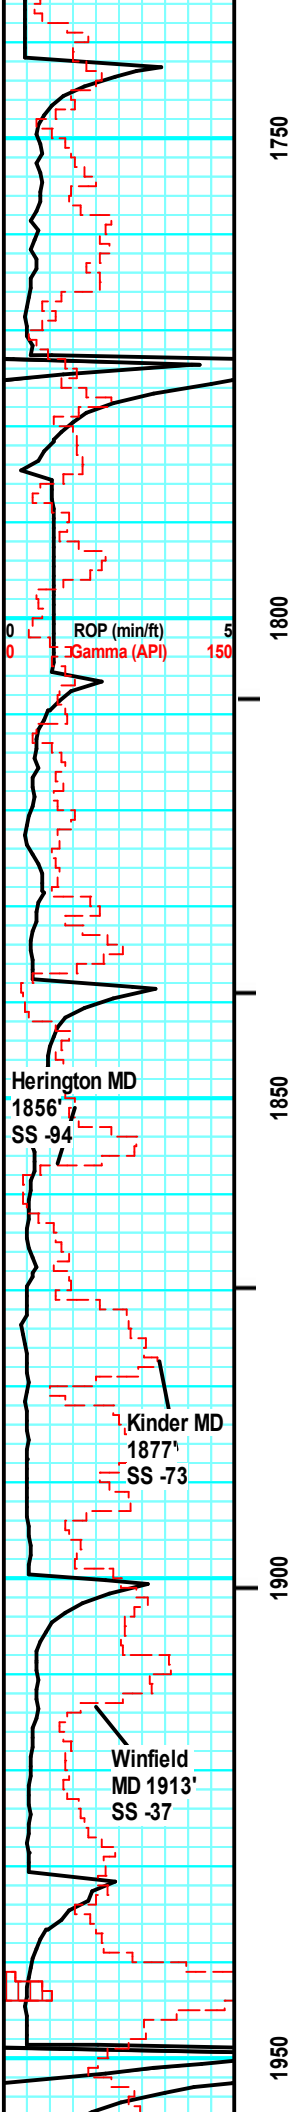 1750
1800
0 ROP (min/ft) 5
0 Gamma (API) 150
1850
Herington MD
1856'
SS -94
Kinder MD
1877'
SS -73
1900
Winfield
MD 1913'
SS -37
1950